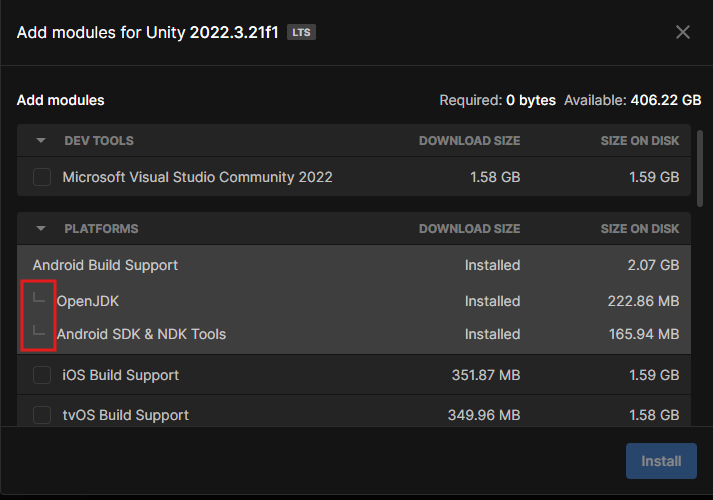 Add modules for Unity 2022.3.21f1 LTS
Add modules Required: 0 bytes Available: 406.22 GB
DEV TOOLS DOWNLOAD SIZE SIZE ON DISK
Microsoft Visual Studio Community 2022 1.58 GB 1.59 GB
PLATFORMS DOWNLOAD SIZE SIZE ON DISK
Android Build Support Installed 2.07 GB
OpenJDK Installed 222.86 MB
Android SDK & NDK Tools Installed 165.94 MB
iOS Build Support 351.87 MB 1.59 GB
tvOS Build Support 349.96 MB 1.58 GB
Install